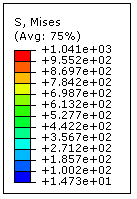 S, Mises
(Avg: 75%)
+1.041e+03
+9.552e+02
+8.697e+02
+7.842e+02
+6.987e+02
+6.132e+02
+5.277e+02
+4.422e+02
+3.567e+02
+2.712e+02
+1.857e+02
+1.002e+02
+1.473e+01